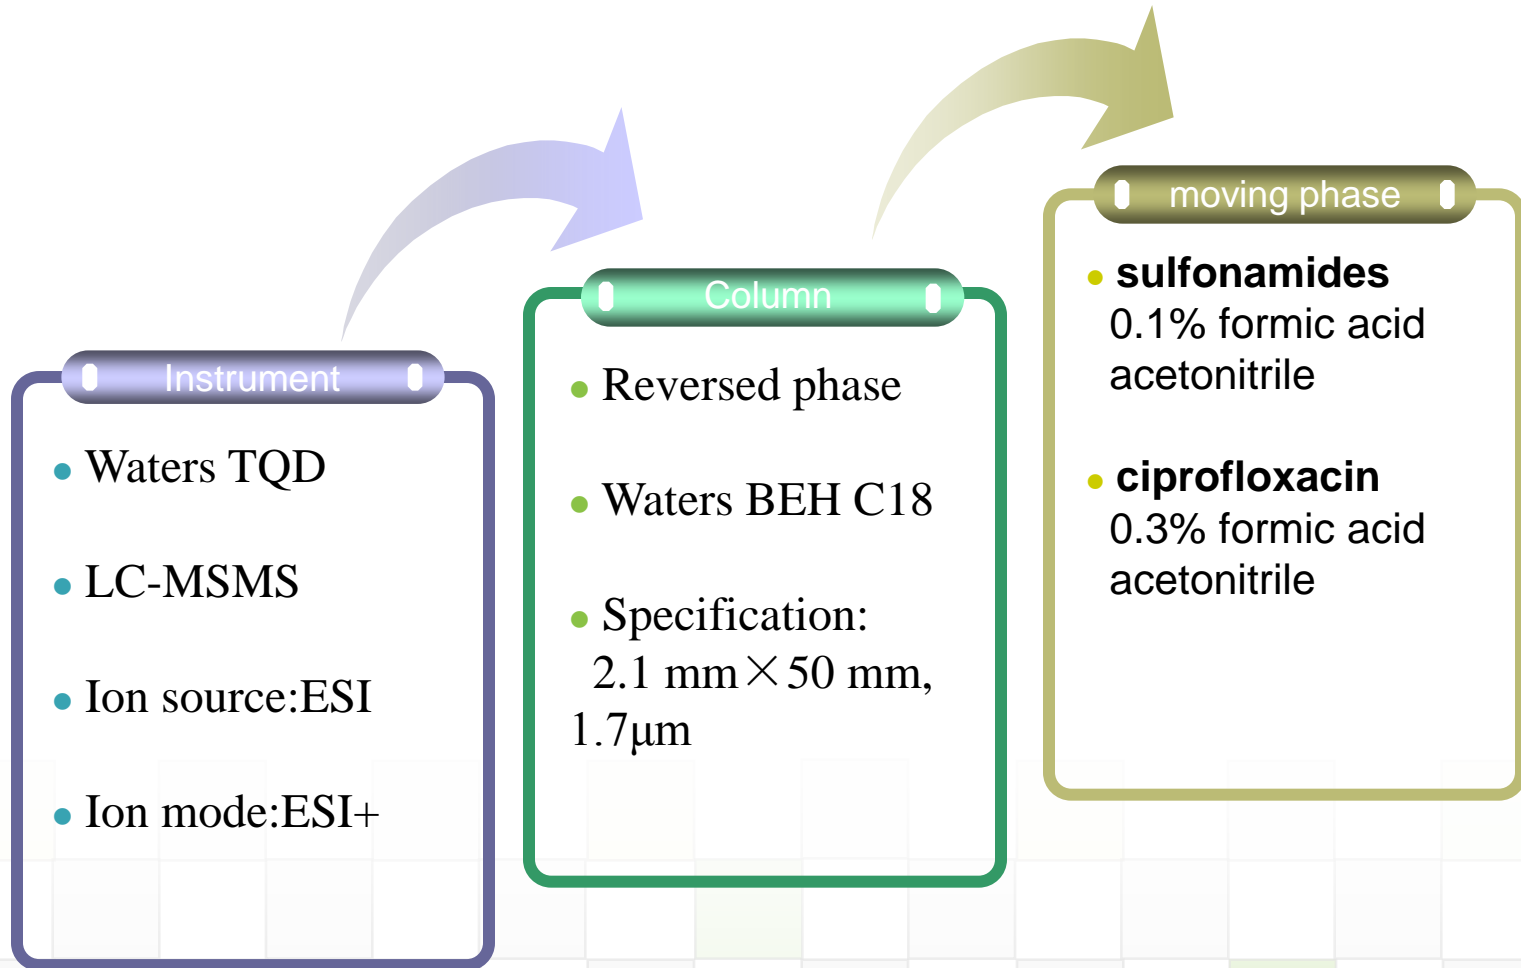 Instrument
• Waters TQD
• LC-MSMS
• Ion source:ESI
• Ion mode:ESI+
Column
• Reversed phase
• Waters BEH C18
• Specification:
2.1 mm×50 mm,
1.7μm
moving phase
• sulfonamides
0.1% formic acid
acetonitrile
• ciprofloxacin
0.3% formic acid
acetonitrile